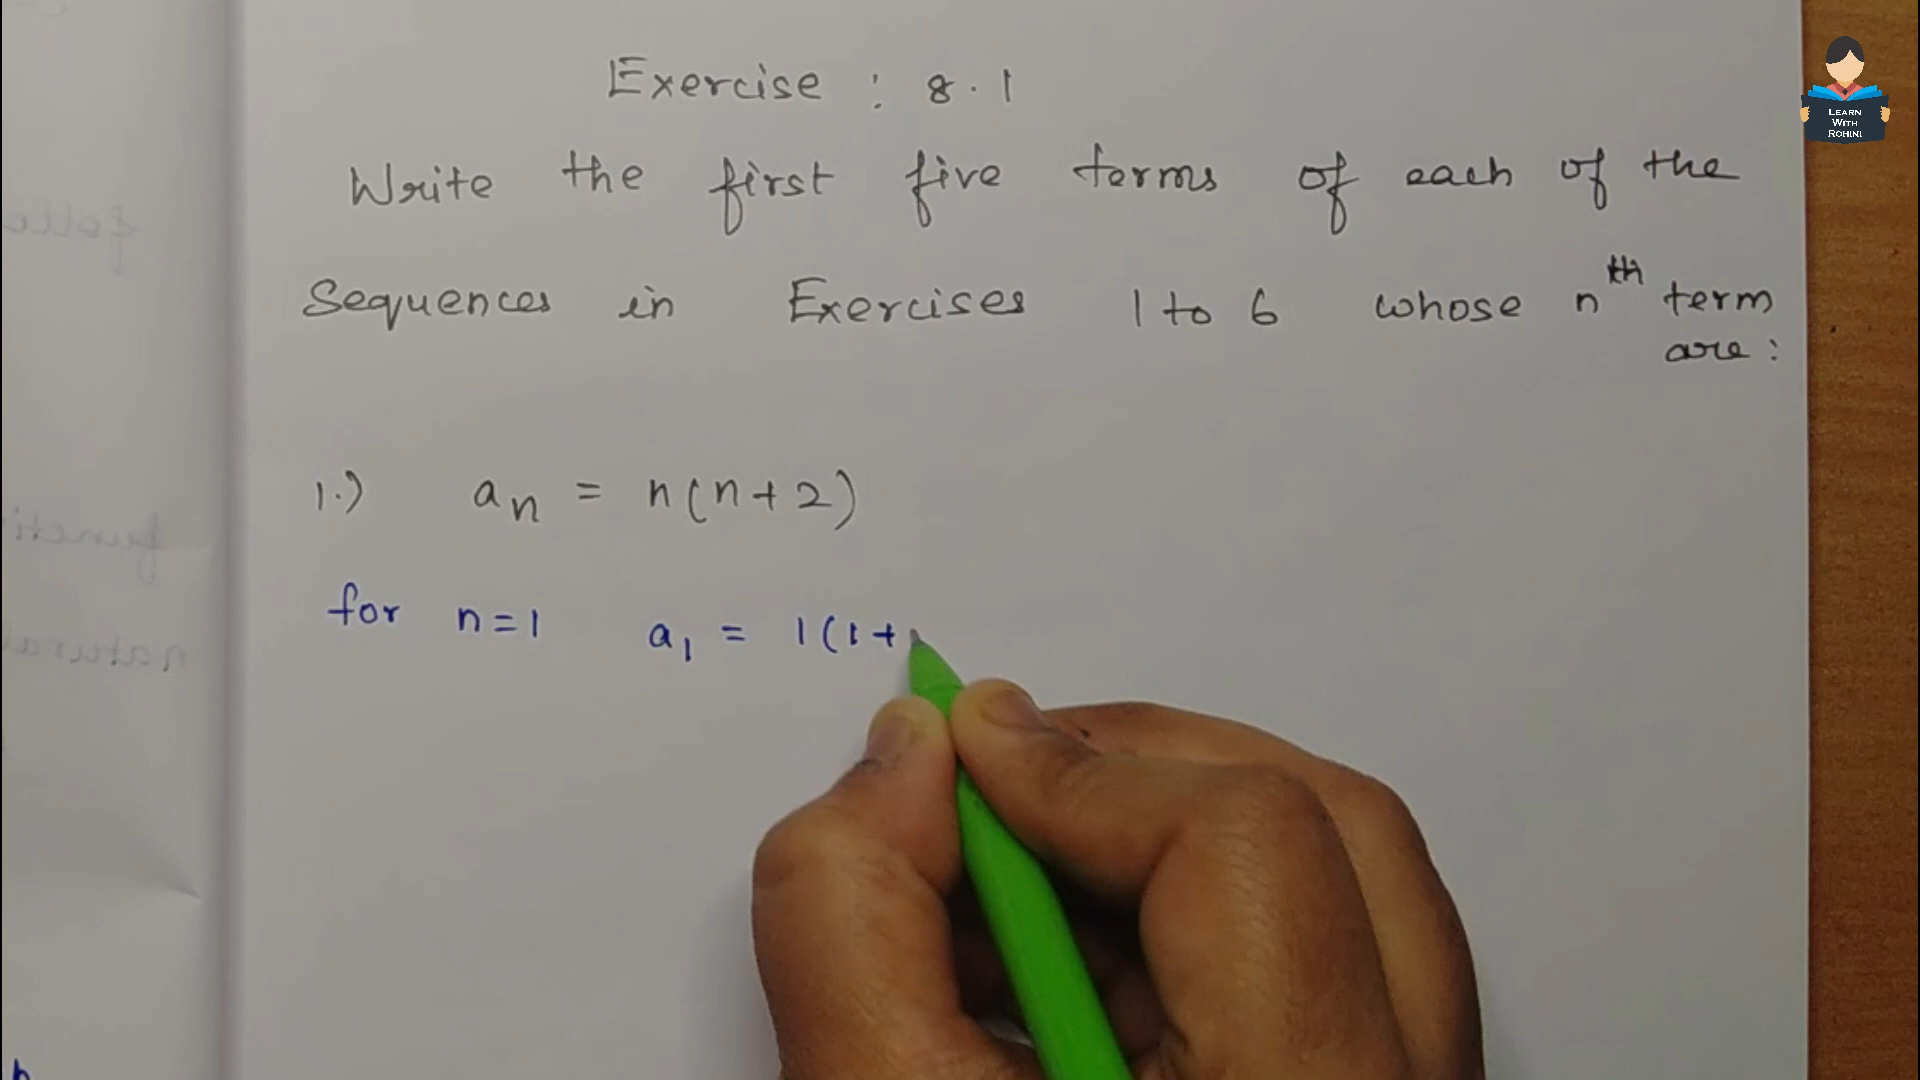 Exercise : 8.1
Write the first five terms of each of the
Sequences in Exercises 1 to 6 whose nth term
are:
1.) an = n(n+2)
for n=1 a1 = 1(1+
LEARN
WITH
ROHINI